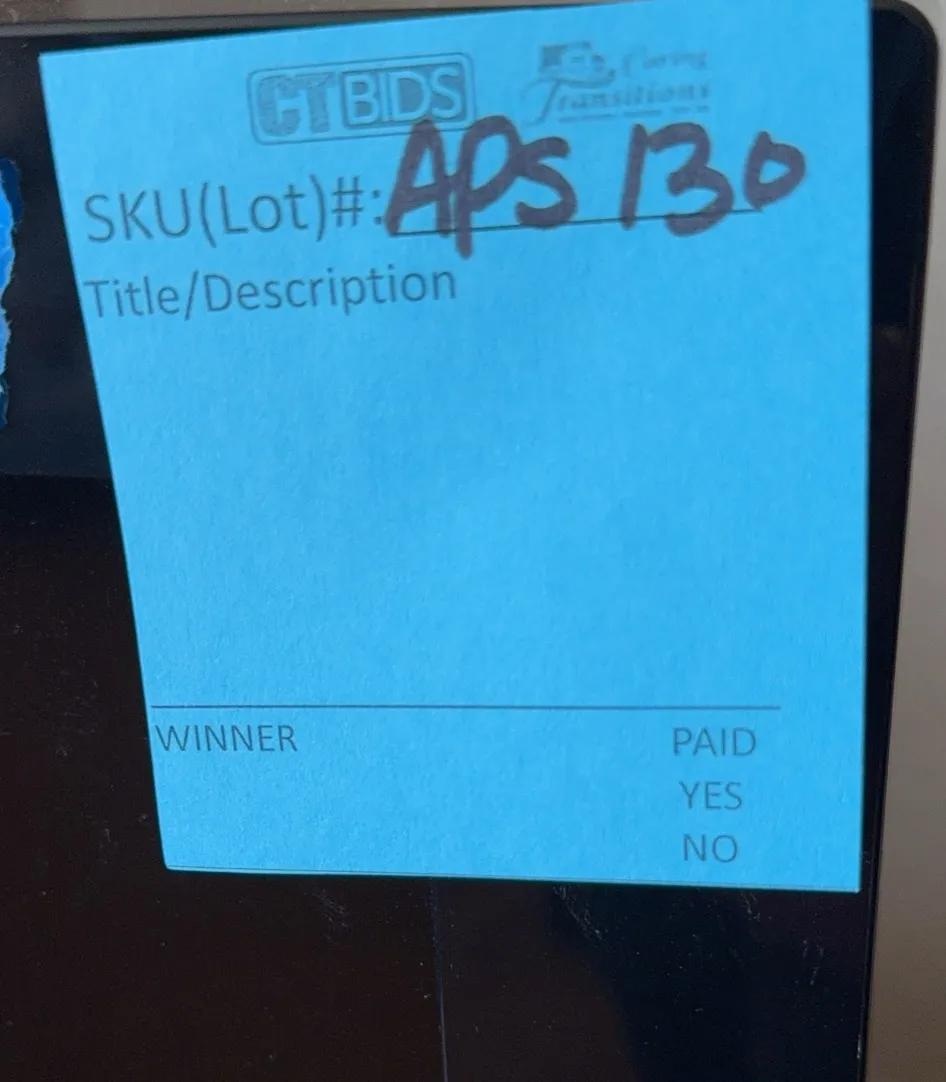 CTBIDS
Caring
Transitions
SKU(Lot)#: APS 130
Title/Description
WINNER PAID
YES
NO